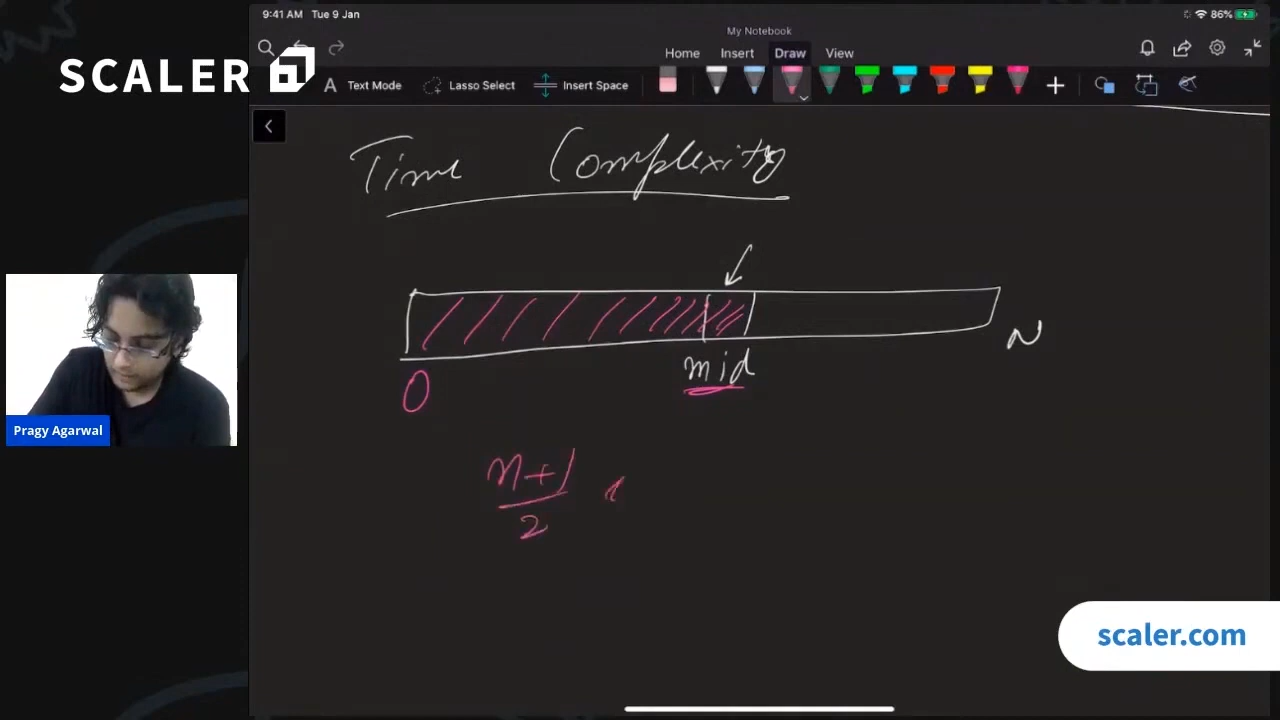 9:41 AM Tue 9 Jan
86%
My Notebook
Home Insert Draw View
SCALER
A Text Mode Lasso Select Insert Space
Time Complexity
N
mid
0
n+1
2
Pragy Agarwal
scaler.com